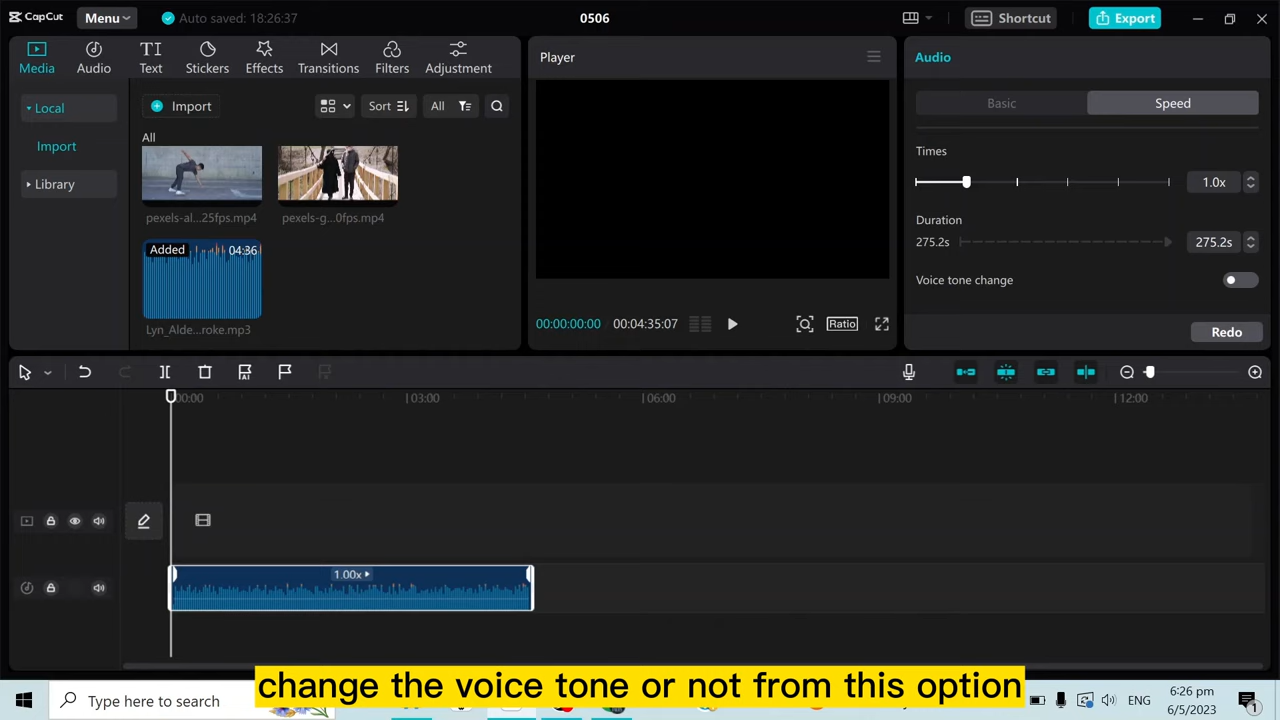 CapCut
Menu
Auto saved: 18:26:37
0506
Shortcut
Export
Media
Audio
Text
Stickers
Effects
Transitions
Filters
Adjustment
Player
Audio
Local
Import
Sort
All
Basic
Speed
All
Import
Library
Times
1.0x
pexels-al...25fps.mp4
pexels-g...0fps.mp4
Duration
275.2s
275.2s
Added
04:36
Voice tone change
Lyn_Alde...roke.mp3
00:00:00:00
00:04:35:07
Ratio
Redo
00:00
03:00
06:00
09:00
12:00
1.00x
change the voice tone or not from this option
Type here to search
ENG
6:26 pm
6/5/2023
1